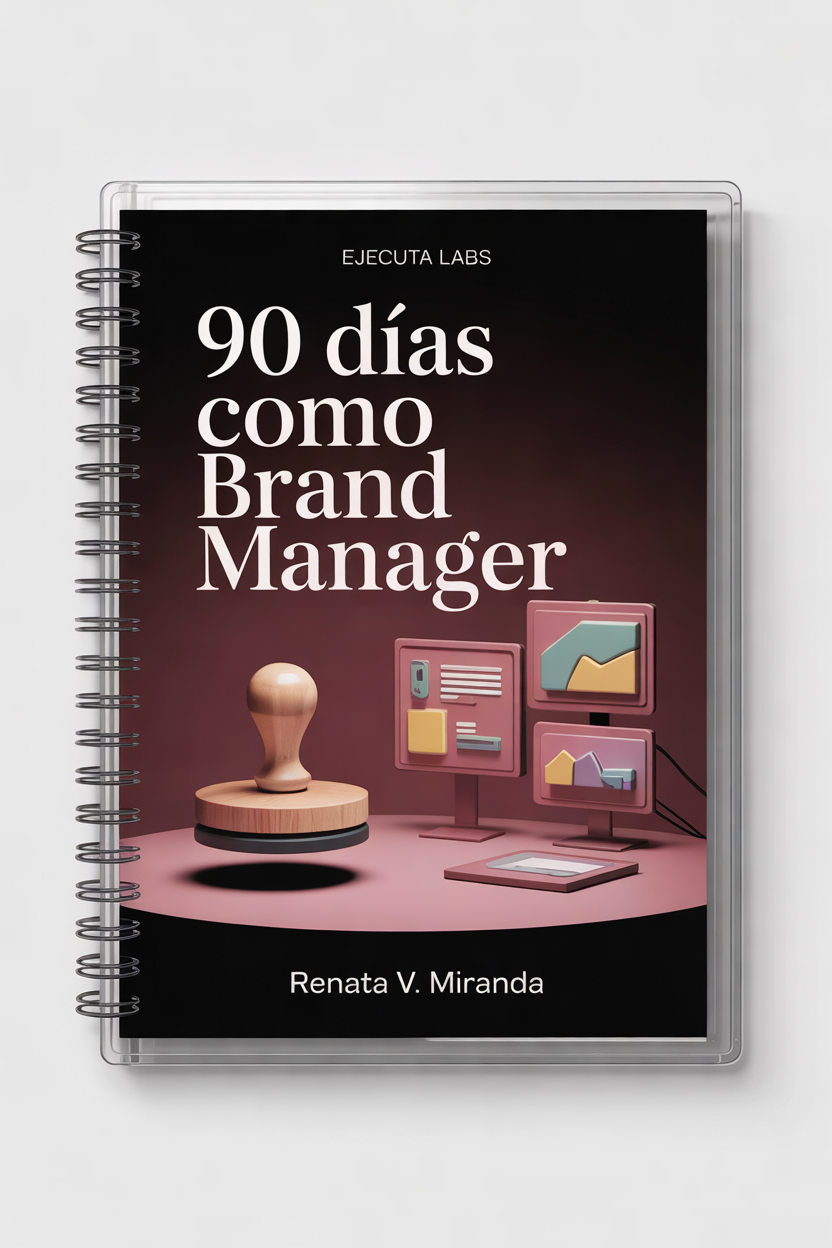 EJECUTA LABS
90 días
como
Brand
Manager
Renata V. Miranda